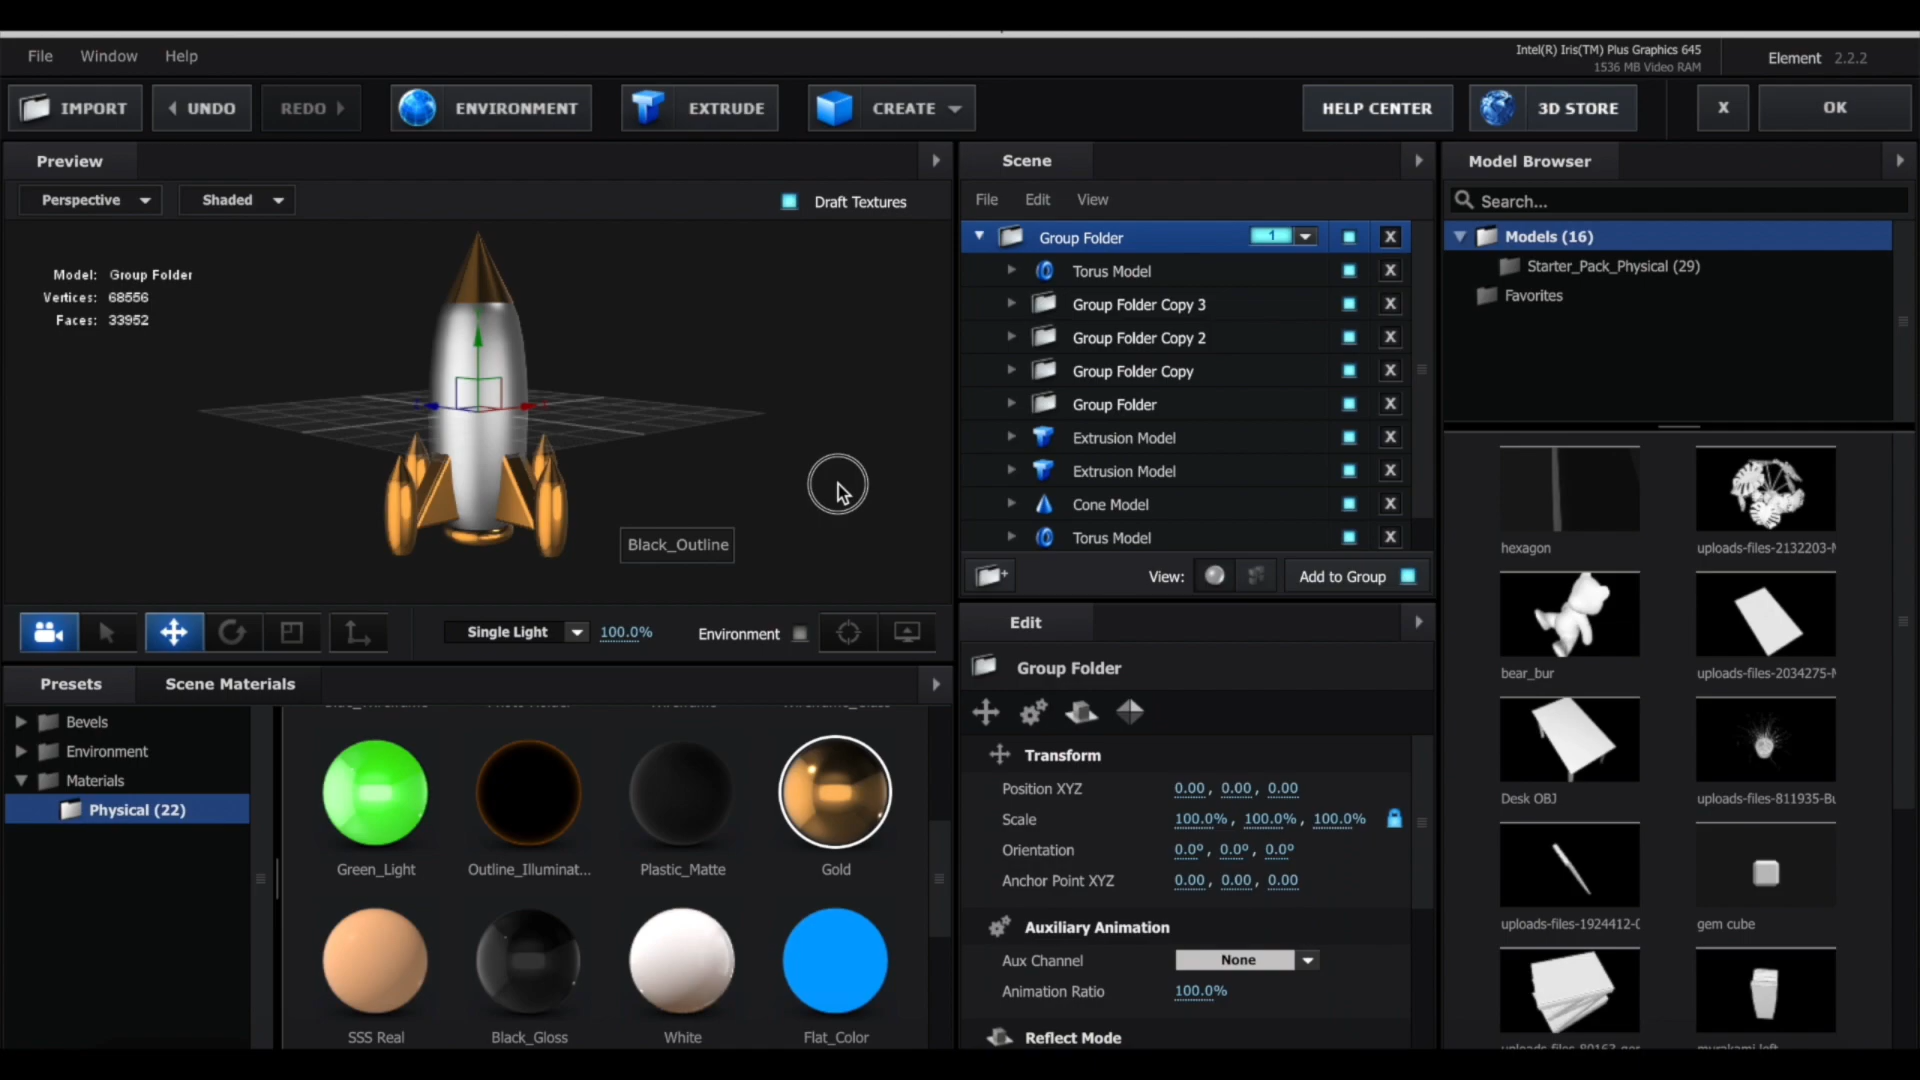 File Window Help
Intel(R) Iris(TM) Plus Graphics 645
1536 MB Video RAM
Element 2.2.2
IMPORT UNDO REDO ENVIRONMENT EXTRUDE CREATE HELP CENTER 3D STORE X OK
Preview
Perspective Shaded Draft Textures
Model: Group Folder
Vertices: 68556
Faces: 33952
Black_Outline
Single Light 100.0% Environment
Presets Scene Materials
Bevels
Environment
Materials
Physical (22)
Green_Light Outline_Illuminat... Plastic_Matte Gold
SSS Real Black_Gloss White Flat_Color
Scene
File Edit View
Group Folder 1 X
Torus Model X
Group Folder Copy 3 X
Group Folder Copy 2 X
Group Folder Copy X
Group Folder X
Extrusion Model X
Extrusion Model X
Cone Model X
Torus Model X
View: Add to Group
Edit
Group Folder
Transform
Position XYZ 0.00, 0.00, 0.00
Scale 100.0%, 100.0%, 100.0%
Orientation 0.0°, 0.0°, 0.0°
Anchor Point XYZ 0.00, 0.00, 0.00
Auxiliary Animation
Aux Channel None
Animation Ratio 100.0%
Reflect Mode
Model Browser
Search...
Models (16)
Starter_Pack_Physical (29)
Favorites
hexagon uploads-files-2132203-
bear_bur uploads-files-2034275-
Desk OBJ uploads-files-811935-Bu
uploads-files-1924412- gem cube